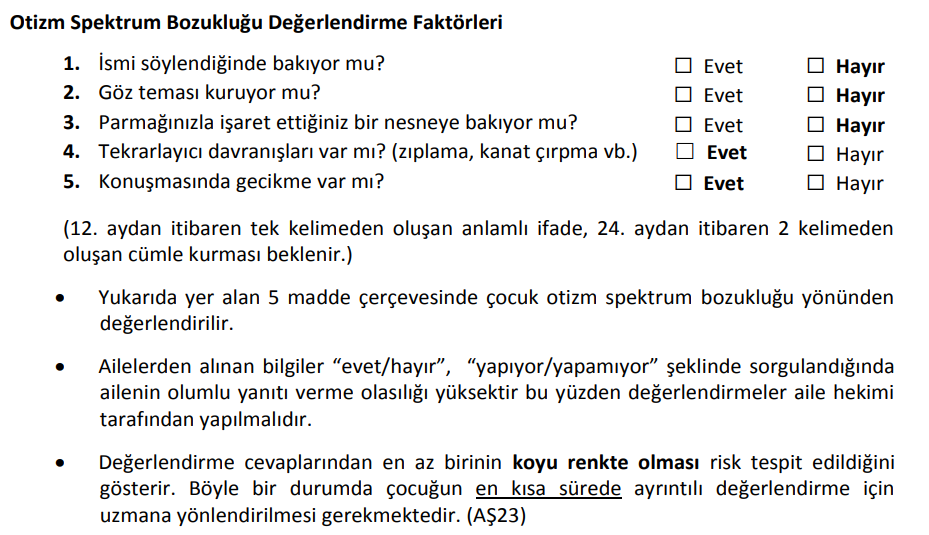 Otizm Spektrum Bozukluğu Değerlendirme Faktörleri
1. İsmi söylendiğinde bakıyor mu? ☐ Evet ☐ Hayır
2. Göz teması kuruyor mu? ☐ Evet ☐ Hayır
3. Parmağınızla işaret ettiğiniz bir nesneye bakıyor mu? ☐ Evet ☐ Hayır
4. Tekrarlayıcı davranışları var mı? (zıplama, kanat çırpma vb.) ☐ Evet ☐ Hayır
5. Konuşmasında gecikme var mı? ☐ Evet ☐ Hayır
(12. aydan itibaren tek kelimeden oluşan anlamlı ifade, 24. aydan itibaren 2 kelimeden
oluşan cümle kurması beklenir.)
• Yukarıda yer alan 5 madde çerçevesinde çocuk otizm spektrum bozukluğu yönünden
değerlendirilir.
• Ailelerden alınan bilgiler “evet/hayır”, “yapıyor/yapamıyor” şeklinde sorgulandığında
ailenin olumlu yanıtı verme olasılığı yüksektir bu yüzden değerlendirmeler aile hekimi
tarafından yapılmalıdır.
• Değerlendirme cevaplarından en az birinin koyu renkte olması risk tespit edildiğini
gösterir. Böyle bir durumda çocuğun en kısa sürede ayrıntılı değerlendirme için
uzmana yönlendirilmesi gerekmektedir. (AŞ23)